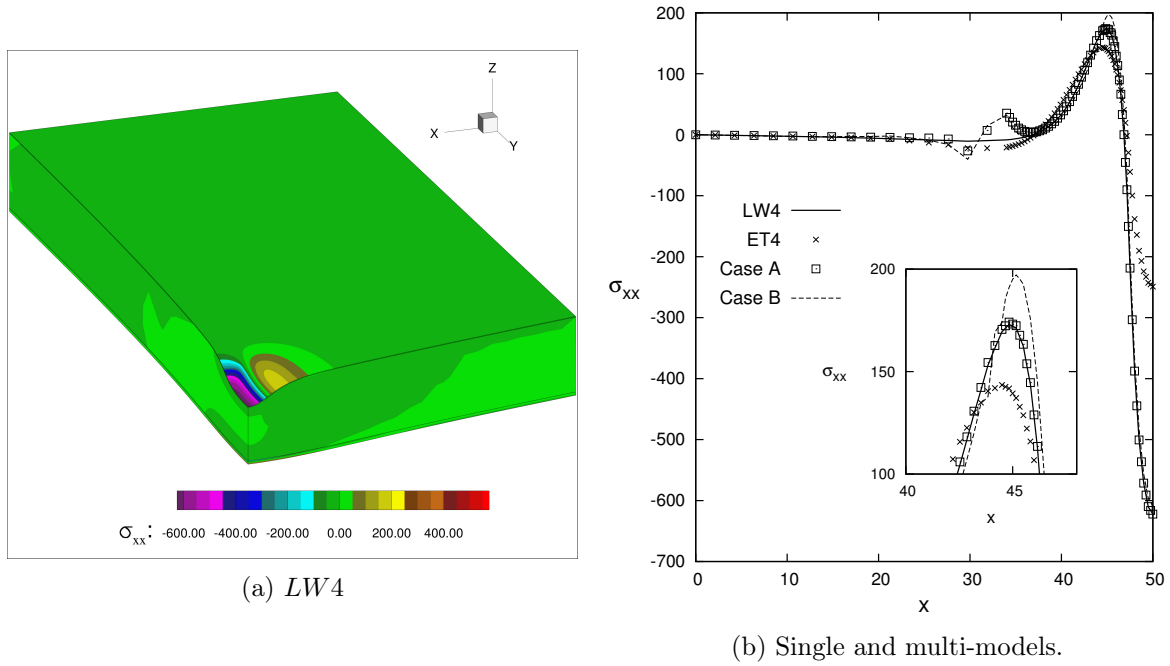 Z
X
Y
σxx: -600.00 -400.00 -200.00 0.00 200.00 400.00
(a) LW4
200
100
0
-100
-200
-300
-400
-500
-600
-700
σxx
LW4
ET4
Case A
Case B
200
150
100
σxx
40 45
x
0 10 20 30 40 50
x
(b) Single and multi-models.